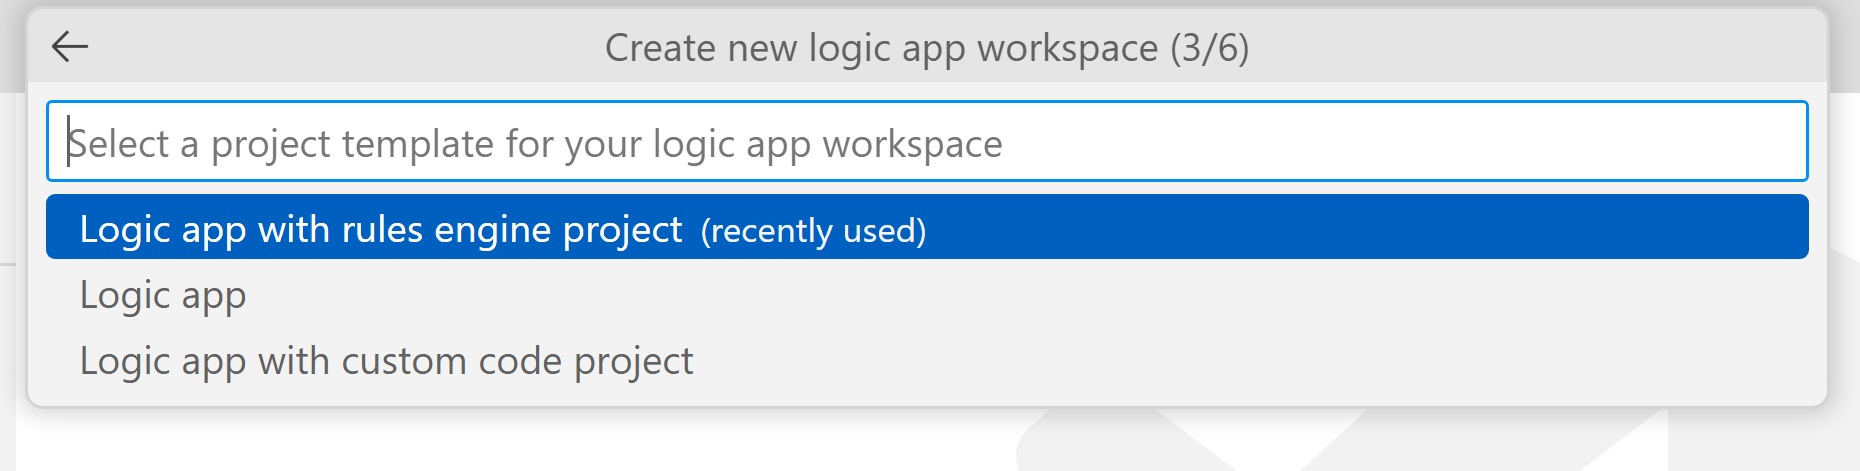 Create new logic app workspace (3/6)
Select a project template for your logic app workspace
Logic app with rules engine project (recently used)
Logic app
Logic app with custom code project